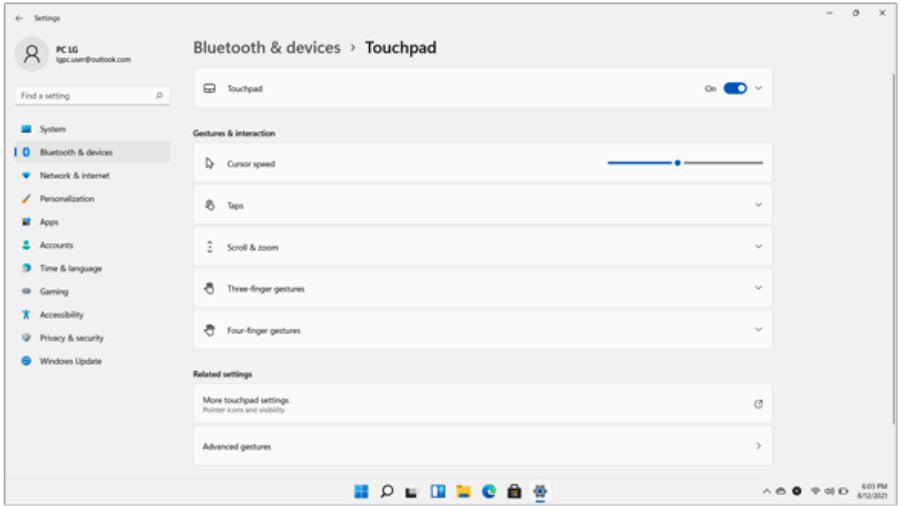 Settings
PC LG
lgpc.user@outlook.com
Find a setting
System
Bluetooth & devices
Network & internet
Personalization
Apps
Accounts
Time & language
Gaming
Accessibility
Privacy & security
Windows Update
Bluetooth & devices > Touchpad
Touchpad On
Gestures & interaction
Cursor speed
Taps
Scroll & zoom
Three-finger gestures
Four-finger gestures
Related settings
More touchpad settings
Pointer icons and visibility
Advanced gestures
6:03 PM
8/12/2021